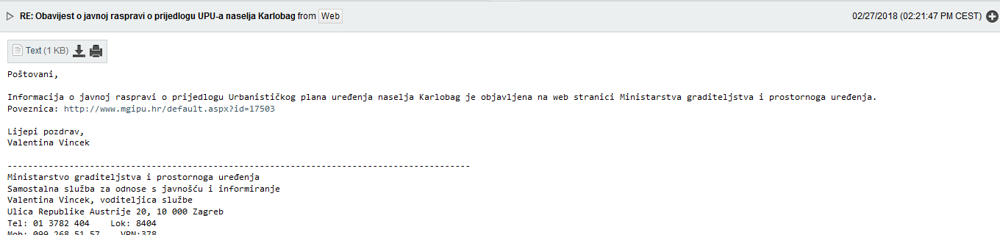 RE: Obavijest o javnoj raspravi o prijedlogu UPU-a naselja Karlobag from Web 02/27/2018 (02:21:47 PM CEST)
Text (1 KB)
Poštovani,
Informacija o javnoj raspravi o prijedlogu Urbanističkog plana uređenja naselja Karlobag je objavljena na web stranici Ministarstva graditeljstva i prostornoga uređenja.
Poveznica: http://www.mgipu.hr/default.aspx?id=17503
Lijepi pozdrav,
Valentina Vincek
------------------------------------------------------------------------------------------
Ministarstvo graditeljstva i prostornoga uređenja
Samostalna služba za odnose s javnošću i informiranje
Valentina Vincek, voditeljica službe
Ulica Republike Austrije 20, 10 000 Zagreb
Tel: 01 3782 404 Lok: 8404
Mob: 099 268 51 57 VPN:378